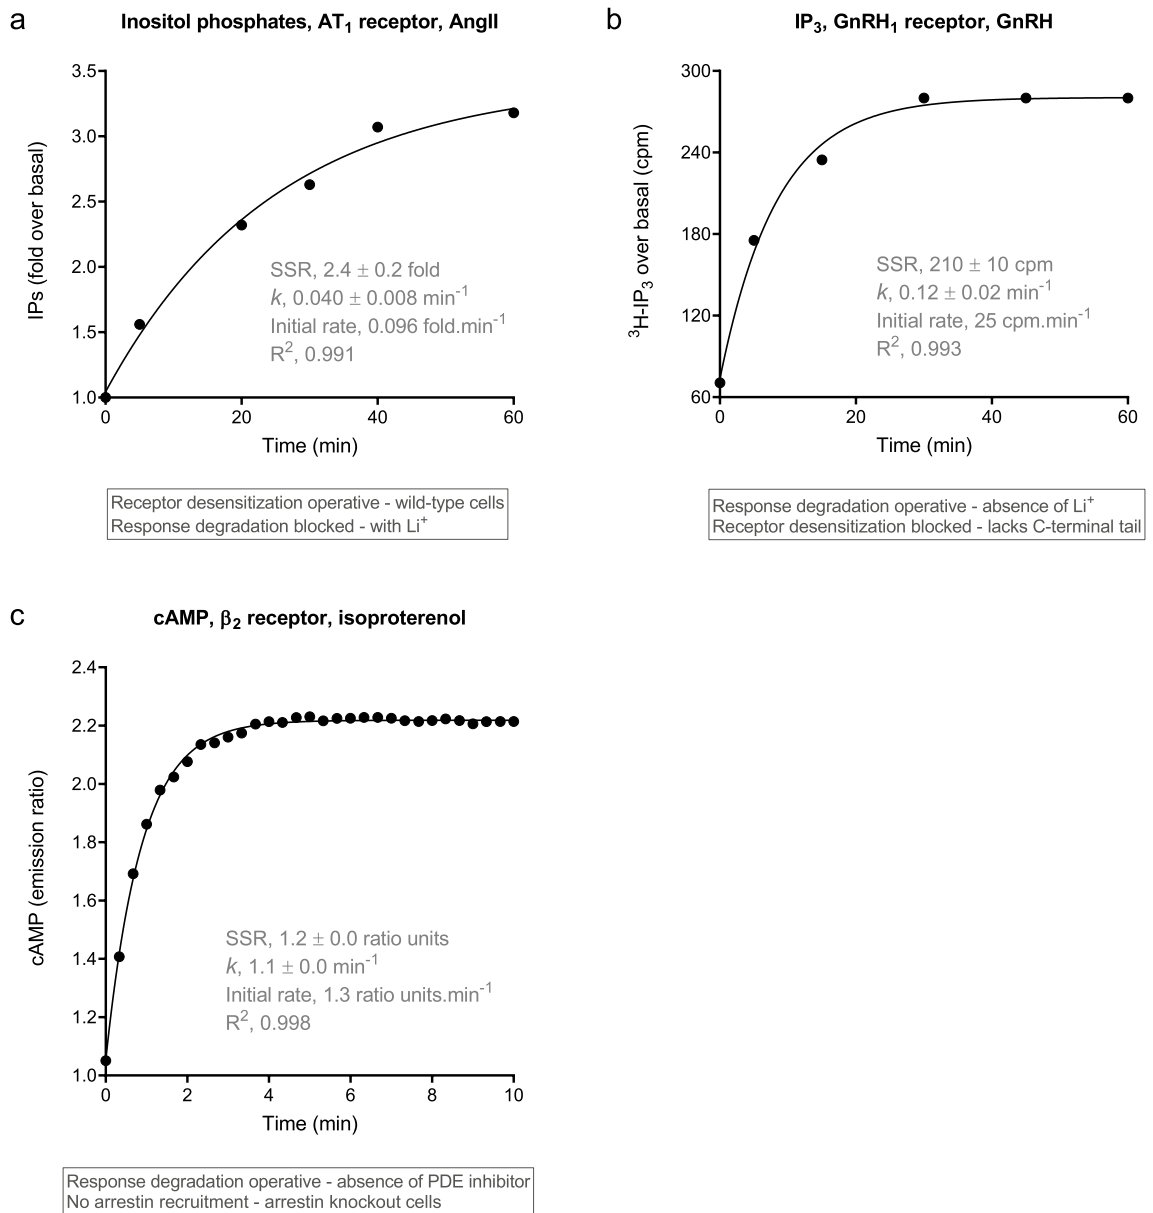 a
Inositol phosphates, AT1 receptor, AngII
IPs (fold over basal)
3.5
3.0
2.5
2.0
1.5
1.0
SSR, 2.4 ± 0.2 fold
k, 0.040 ± 0.008 min-1
Initial rate, 0.096 fold.min-1
R2, 0.991
0 20 40 60
Time (min)
Receptor desensitization operative - wild-type cells
Response degradation blocked - with Li+
b
IP3, GnRH1 receptor, GnRH
3H-IP3 over basal (cpm)
300
240
180
120
60
SSR, 210 ± 10 cpm
k, 0.12 ± 0.02 min-1
Initial rate, 25 cpm.min-1
R2, 0.993
0 20 40 60
Time (min)
Response degradation operative - absence of Li+
Receptor desensitization blocked - lacks C-terminal tail
c
cAMP, β2 receptor, isoproterenol
cAMP (emission ratio)
2.4
2.2
2.0
1.8
1.6
1.4
1.2
1.0
SSR, 1.2 ± 0.0 ratio units
k, 1.1 ± 0.0 min-1
Initial rate, 1.3 ratio units.min-1
R2, 0.998
0 2 4 6 8 10
Time (min)
Response degradation operative - absence of PDE inhibitor
No arrestin recruitment - arrestin knockout cells